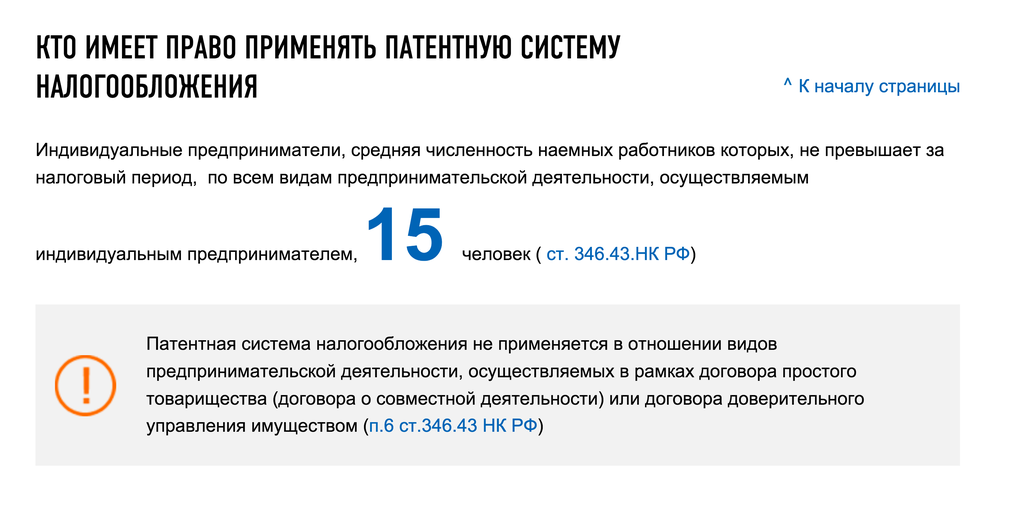 КТО ИМЕЕТ ПРАВО ПРИМЕНЯТЬ ПАТЕНТНУЮ СИСТЕМУ
НАЛОГООБЛОЖЕНИЯ
^ К началу страницы
Индивидуальные предприниматели, средняя численность наемных работников которых, не превышает за
налоговый период,  по всем видам предпринимательской деятельности, осуществляемым
индивидуальным предпринимателем, 15 человек ( ст. 346.43.НК РФ)
!
Патентная система налогообложения не применяется в отношении видов
предпринимательской деятельности, осуществляемых в рамках договора простого
товарищества (договора о совместной деятельности) или договора доверительного
управления имуществом (п.6 ст.346.43 НК РФ)